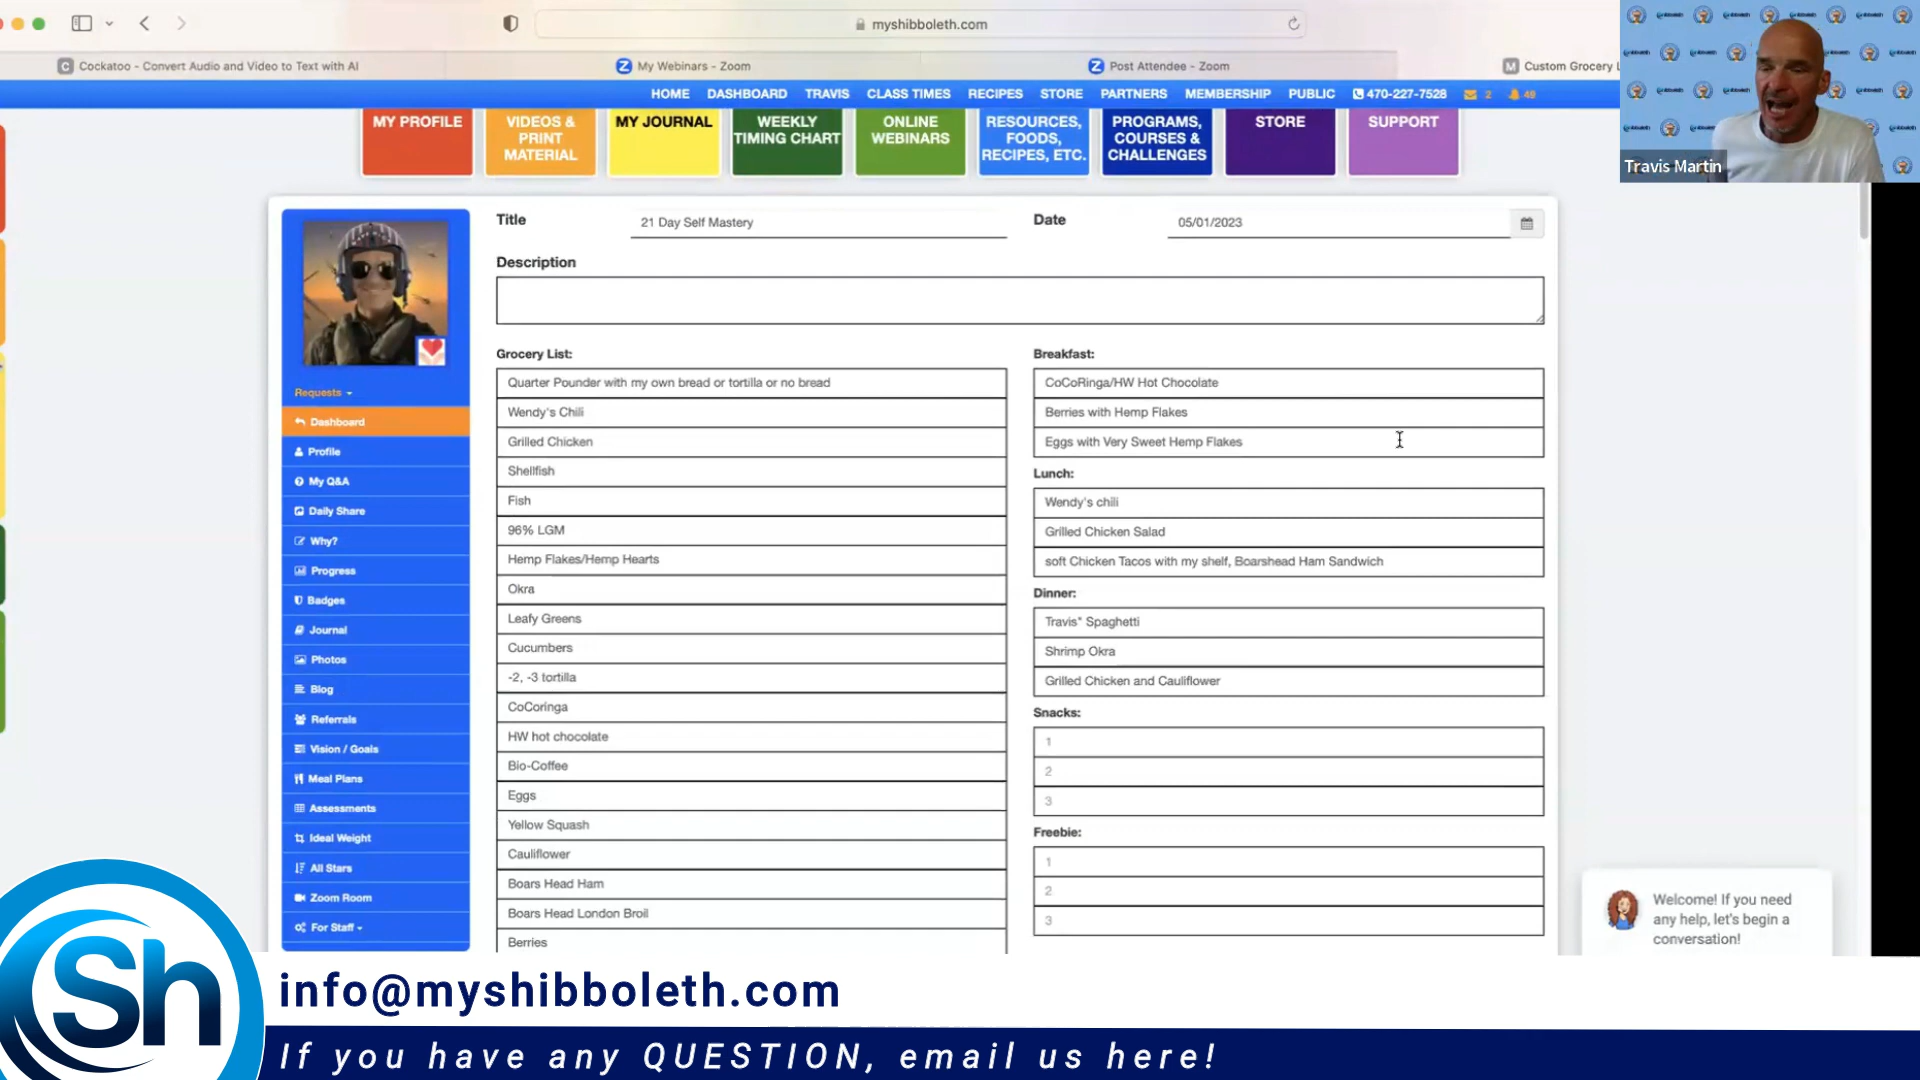 myshibboleth.com
Cockatoo - Convert Audio and Video to Text with AI
My Webinars - Zoom
Post Attendee - Zoom
Custom Grocery L
HOME DASHBOARD TRAVIS CLASS TIMES RECIPES STORE PARTNERS MEMBERSHIP PUBLIC 470-227-7528 2 49
MY PROFILE
VIDEOS &
PRINT
MATERIAL
MY JOURNAL
WEEKLY
TIMING CHART
ONLINE
WEBINARS
RESOURCES,
FOODS,
RECIPES, ETC.
PROGRAMS,
COURSES &
CHALLENGES
STORE
SUPPORT
Travis Martin
Title
21 Day Self Mastery
Date
05/01/2023
Description
Requests
Dashboard
Profile
My Q&A
Daily Share
Why?
Progress
Badges
Journal
Photos
Blog
Referrals
Vision / Goals
Meal Plans
Assessments
Ideal Weight
All Stars
Zoom Room
For Staff
Grocery List:
Quarter Pounder with my own bread or tortilla or no bread
Wendy's Chili
Grilled Chicken
Shellfish
Fish
96% LGM
Hemp Flakes/Hemp Hearts
Okra
Leafy Greens
Cucumbers
-2, -3 tortilla
CoCoringa
HW hot chocolate
Bio-Coffee
Eggs
Yellow Squash
Cauliflower
Boars Head Ham
Boars Head London Broil
Berries
Breakfast:
CoCoRinga/HW Hot Chocolate
Berries with Hemp Flakes
Eggs with Very Sweet Hemp Flakes
Lunch:
Wendy's chili
Grilled Chicken Salad
soft Chicken Tacos with my shelf, Boarshead Ham Sandwich
Dinner:
Travis" Spaghetti
Shrimp Okra
Grilled Chicken and Cauliflower
Snacks:
1
2
3
Freebie:
1
2
3
Welcome! If you need
any help, let's begin a
conversation!
Sh
info@myshibboleth.com
If you have any QUESTION, email us here!